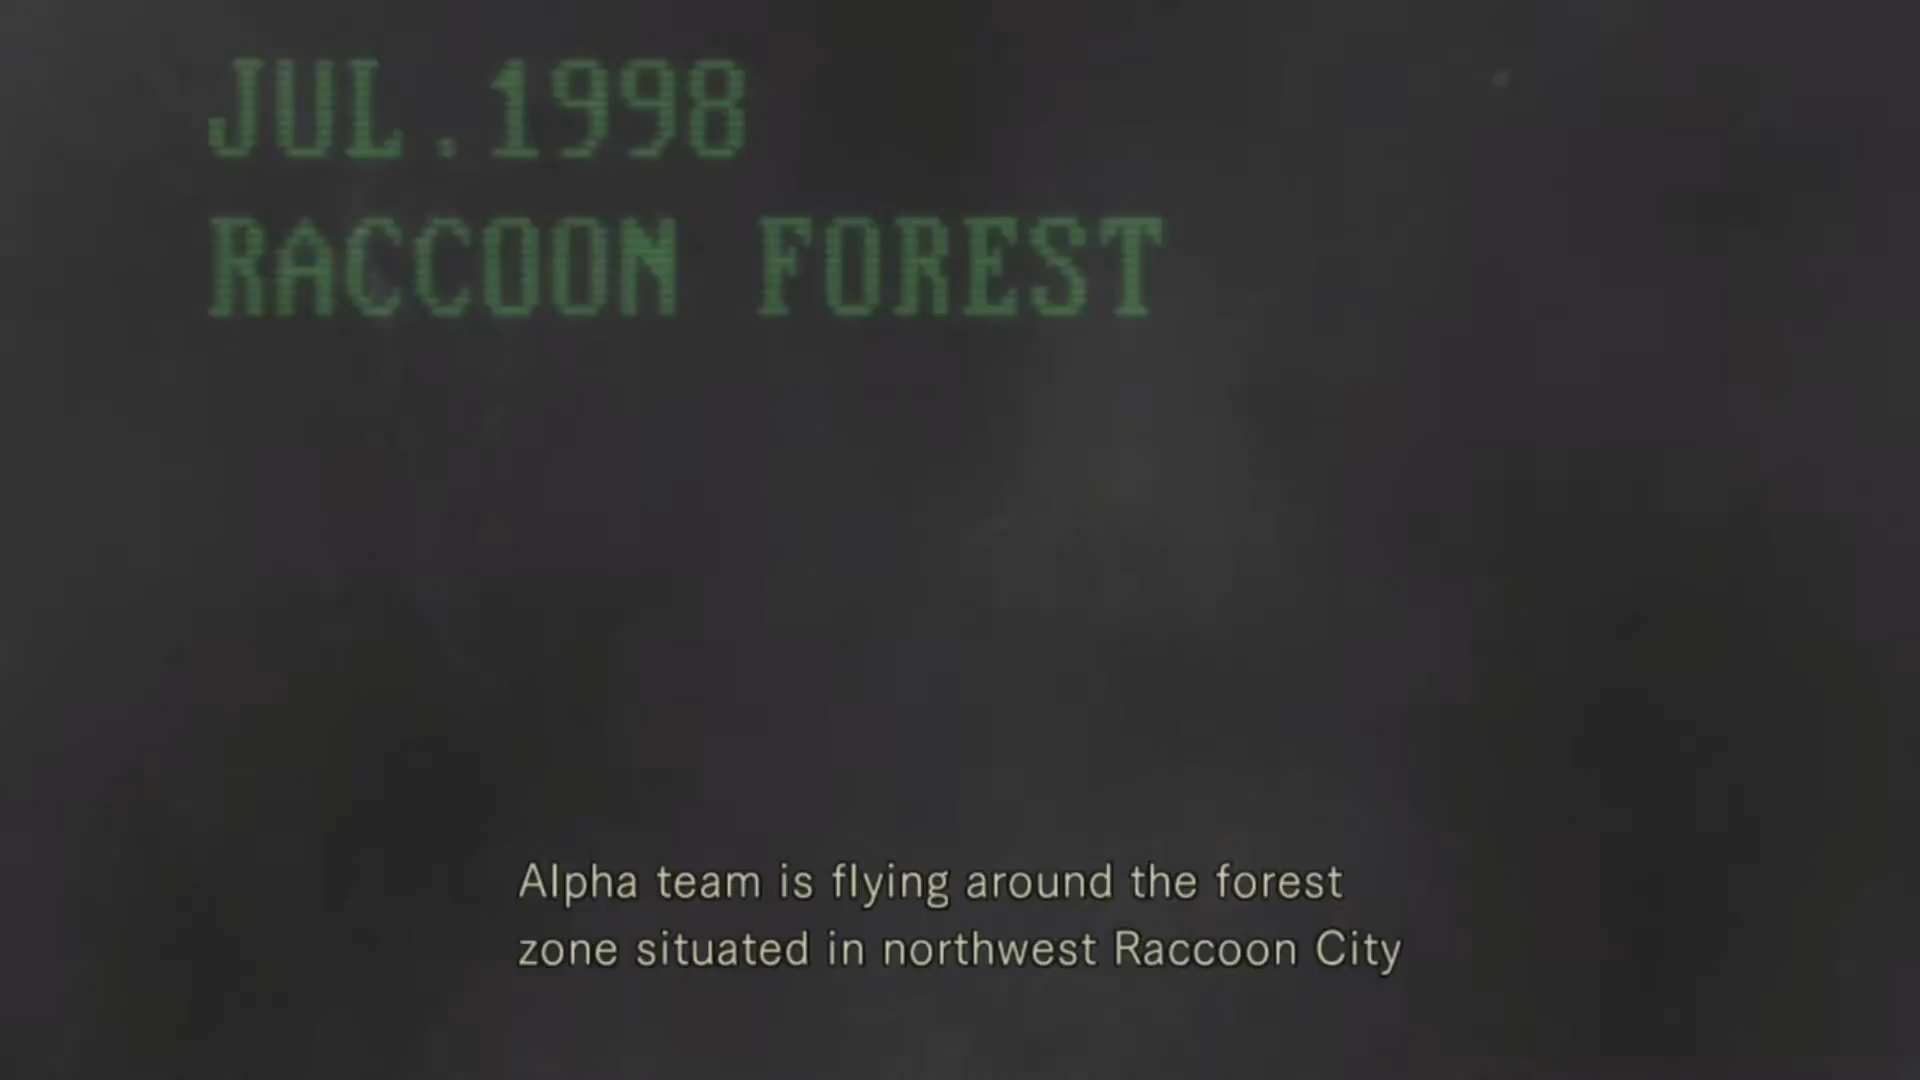 JUL.1998
RACCOON FOREST
Alpha team is flying around the forest
zone situated in northwest Raccoon City